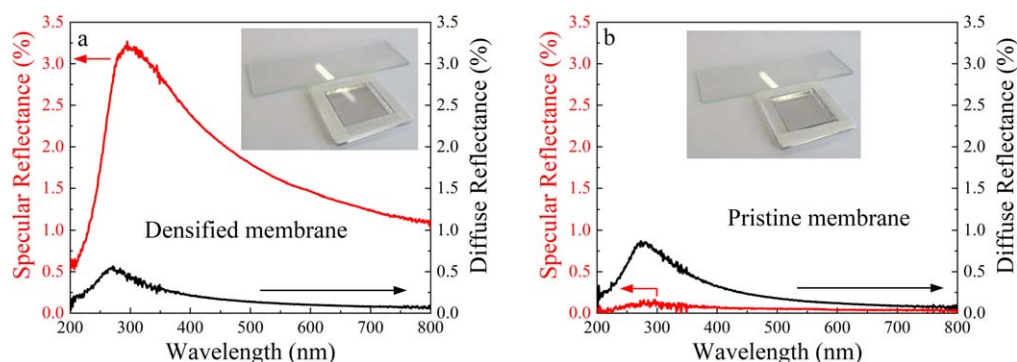 a
3.5
3.0
2.5
2.0
1.5
1.0
0.5
0.0
Specular Reflectance (%)
Densified membrane
3.5
3.0
2.5
2.0
1.5
1.0
0.5
0.0
Diffuse Reflectance (%)
200 300 400 500 600 700 800
Wavelength (nm)
b
3.5
3.0
2.5
2.0
1.5
1.0
0.5
0.0
Specular Reflectance (%)
Pristine membrane
3.5
3.0
2.5
2.0
1.5
1.0
0.5
0.0
Diffuse Reflectance (%)
200 300 400 500 600 700 800
Wavelength (nm)